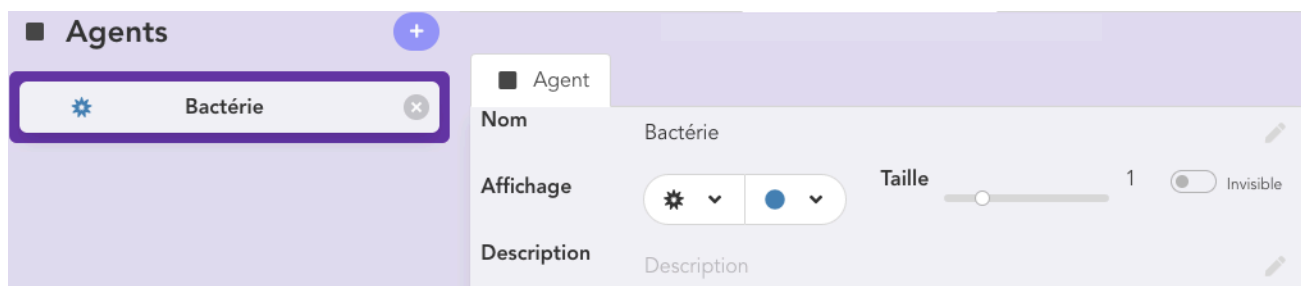 Agents
+
Bactérie
Agent
Nom
Bactérie
Affichage
Taille
1
Invisible
Description
Description